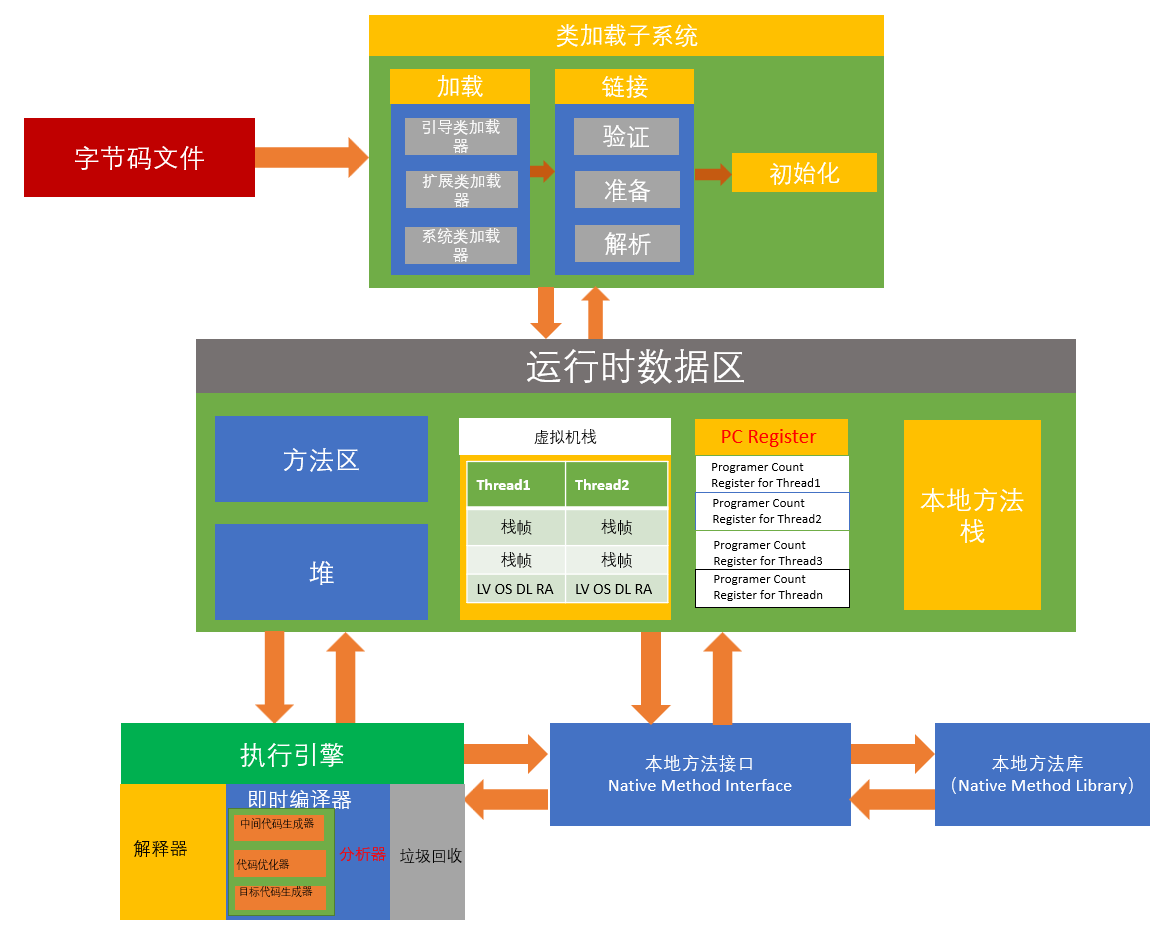 类加载子系统
加载
引导类加载
器
扩展类加载
器
系统类加载
器
链接
验证
准备
解析
初始化
字节码文件
运行时数据区
方法区
堆
虚拟机栈
Thread1
Thread2
栈帧
栈帧
栈帧
栈帧
LV OS DL RA
LV OS DL RA
PC Register
Programer Count
Register for Thread1
Programer Count
Register for Thread2
Programer Count
Register for Thread3
Programer Count
Register for Threadn
本地方法
栈
执行引擎
解释器
即时编译器
中间代码生成器
代码优化器
目标代码生成器
分析器
垃圾回收
本地方法接口
Native Method Interface
本地方法库
（Native Method Library）